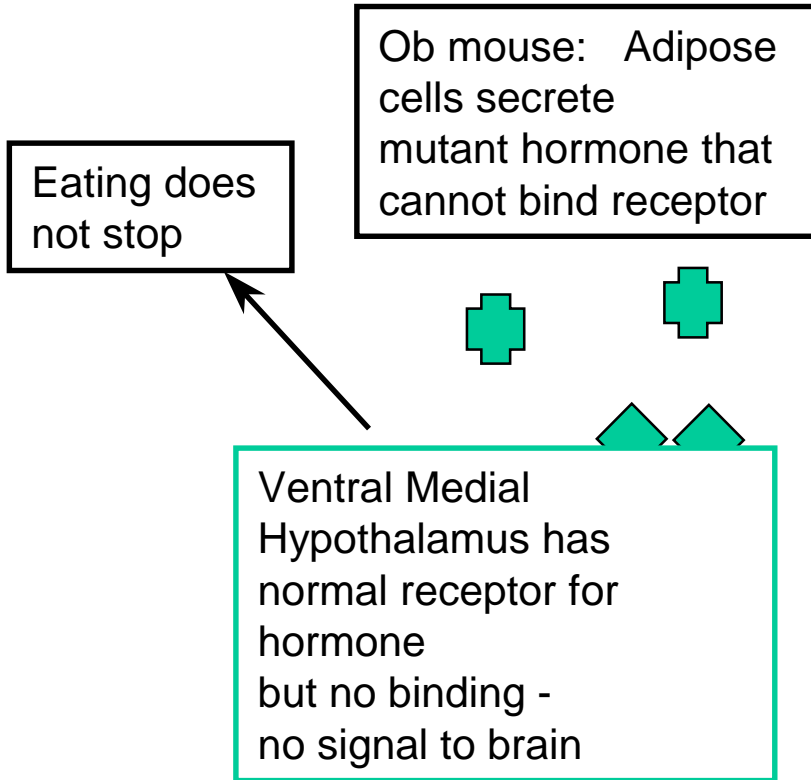 Ob mouse: Adipose
cells secrete
mutant hormone that
cannot bind receptor
Eating does
not stop
Ventral Medial
Hypothalamus has
normal receptor for
hormone
but no binding -
no signal to brain